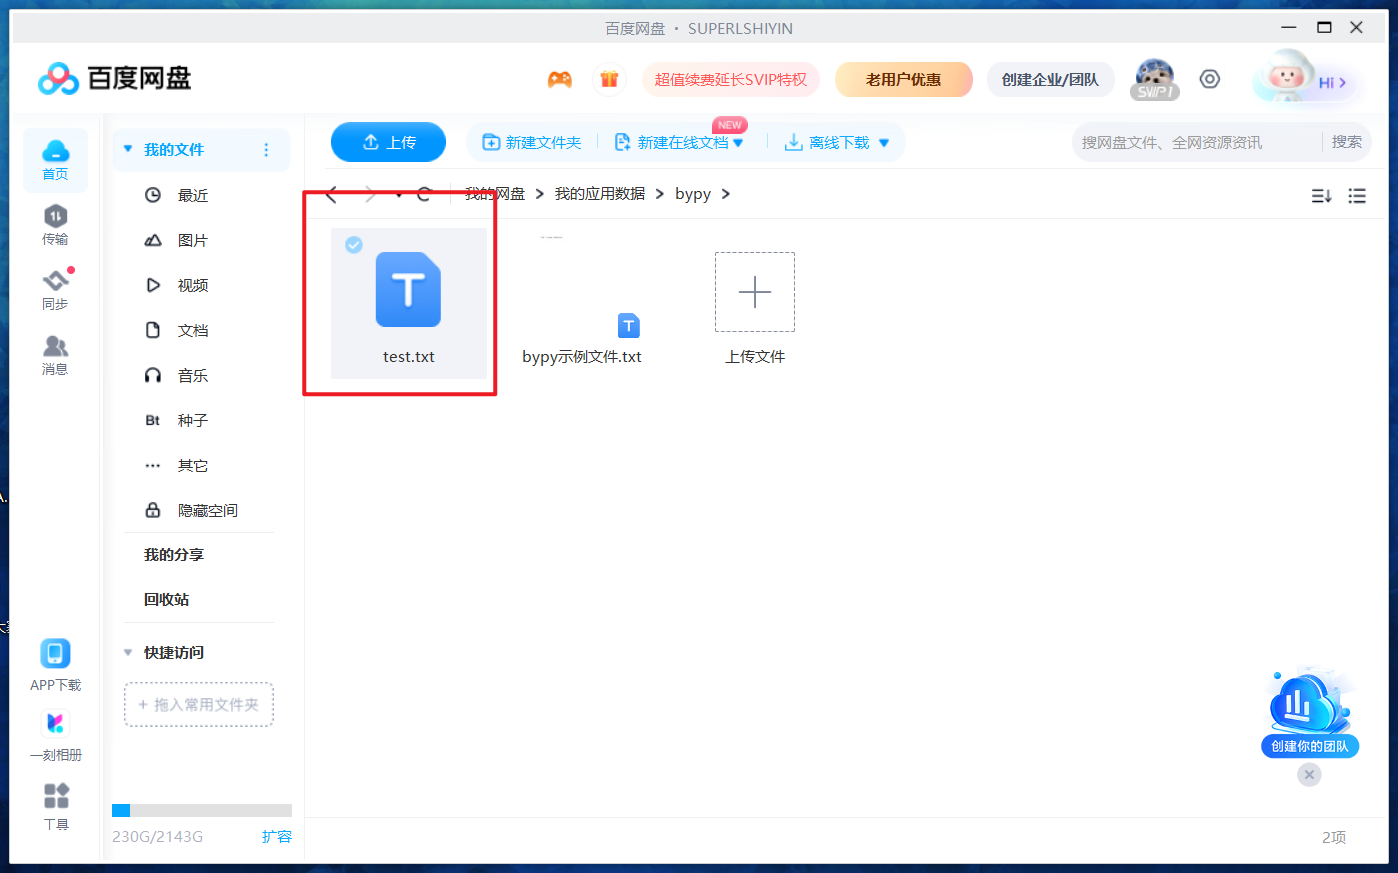 百度网盘 · SUPERLSHIYIN
百度网盘
超值续费延长SVIP特权
老用户优惠
创建企业/团队
SVIP1
Hi >
首页
传输
同步
消息
APP下载
一刻相册
工具
我的文件
最近
图片
视频
文档
音乐
Bt 种子
其它
隐藏空间
我的分享
回收站
快捷访问
+ 拖入常用文件夹
230G/2143G 扩容
上传
新建文件夹
新建在线文档
NEW
离线下载
搜网盘文件、全网资源资讯
搜索
我的网盘 > 我的应用数据 > bypy >
T
test.txt
T
bypy示例文件.txt
上传文件
创建你的团队
2项